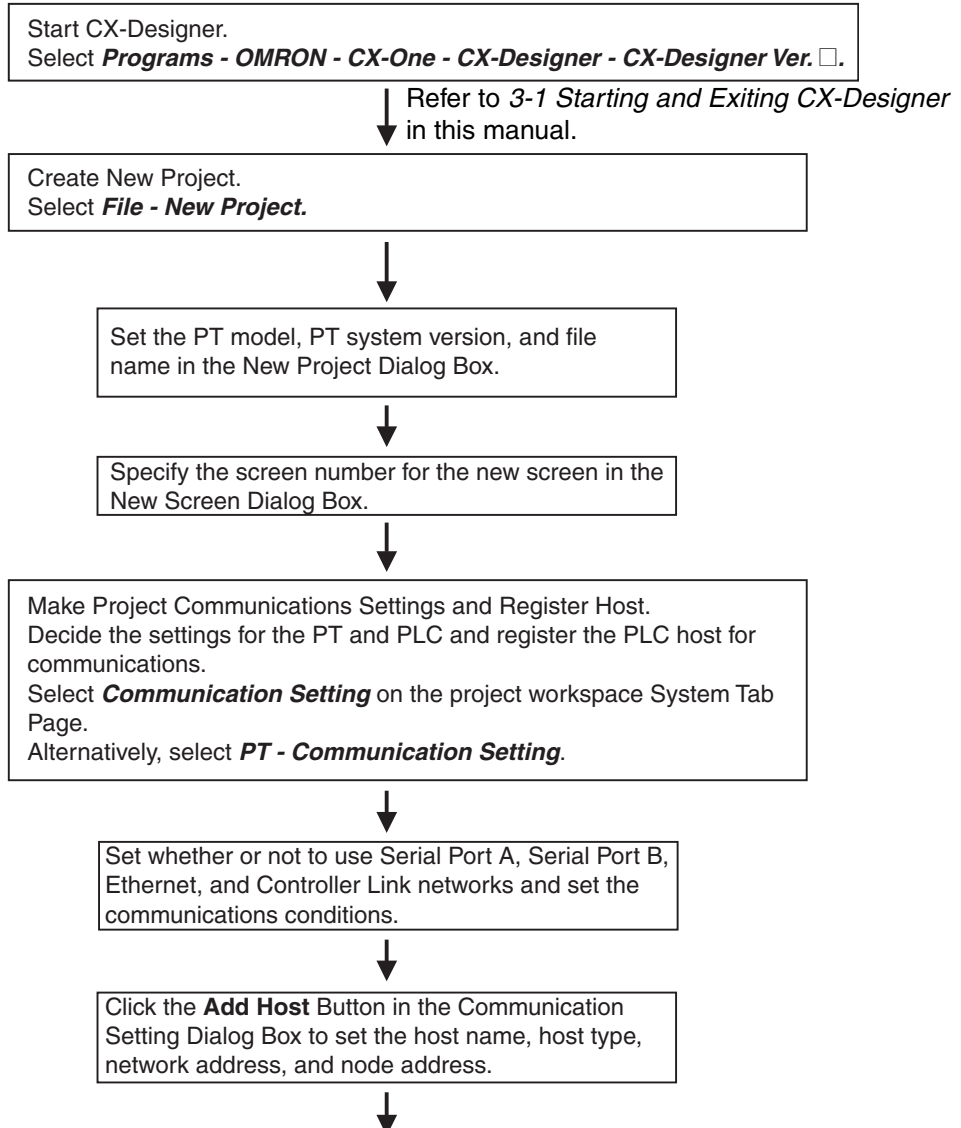 Start CX-Designer.
Select Programs - OMRON - CX-One - CX-Designer - CX-Designer Ver. □.
Refer to 3-1 Starting and Exiting CX-Designer
in this manual.
Create New Project.
Select File - New Project.
Set the PT model, PT system version, and file
name in the New Project Dialog Box.
Specify the screen number for the new screen in the
New Screen Dialog Box.
Make Project Communications Settings and Register Host.
Decide the settings for the PT and PLC and register the PLC host for
communications.
Select Communication Setting on the project workspace System Tab
Page.
Alternatively, select PT - Communication Setting.
Set whether or not to use Serial Port A, Serial Port B,
Ethernet, and Controller Link networks and set the
communications conditions.
Click the Add Host Button in the Communication
Setting Dialog Box to set the host name, host type,
network address, and node address.